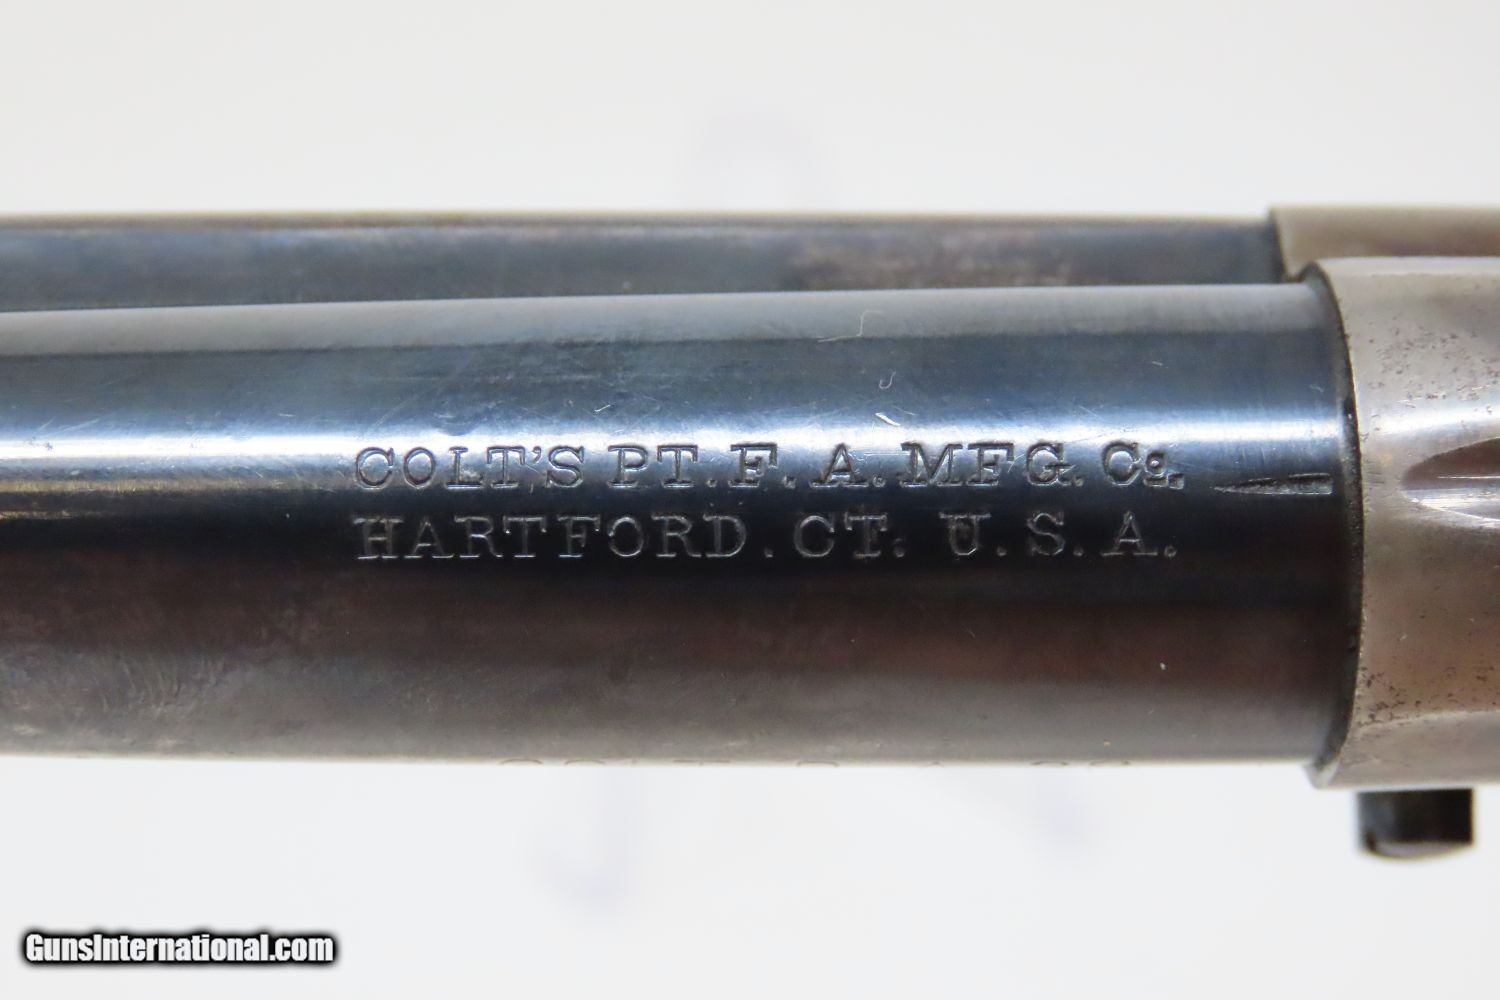 COLT'S PT. F. A. MFG. Co.
HARTFORD. CT. U. S. A.
GunsInternational.com